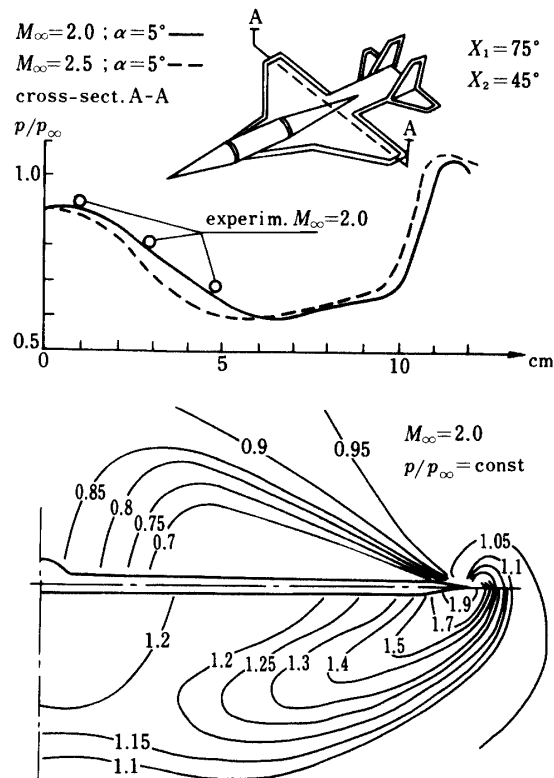 M∞=2.0 ; α=5° —
M∞=2.5 ; α=5° – –
cross-sect. A-A
p/p∞
A
A
X₁=75°
X₂=45°
1.0
0.5
experim. M∞=2.0
0
5
10
cm
M∞=2.0
p/p∞=const
0.9
0.95
0.85
0.8
0.75
0.7
1.05
1.1
1.9
1.7
1.5
1.4
1.3
1.25
1.2
1.2
1.15
1.1